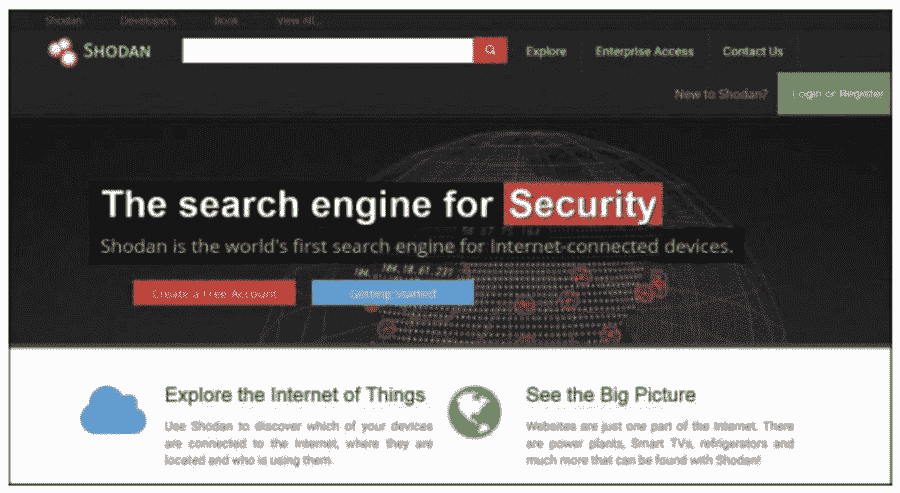 Shodan Developers Book View All...
SHODAN Explore Enterprise Access Contact Us
New to Shodan? Login or Register
The search engine for Security
Shodan is the world's first search engine for Internet-connected devices.
Create a Free Account Getting Started
Explore the Internet of Things
Use Shodan to discover which of your devices
are connected to the Internet, where they are
located and who is using them.
See the Big Picture
Websites are just one part of the Internet. There
are power plants, Smart TVs, refrigerators and
much more that can be found with Shodan!